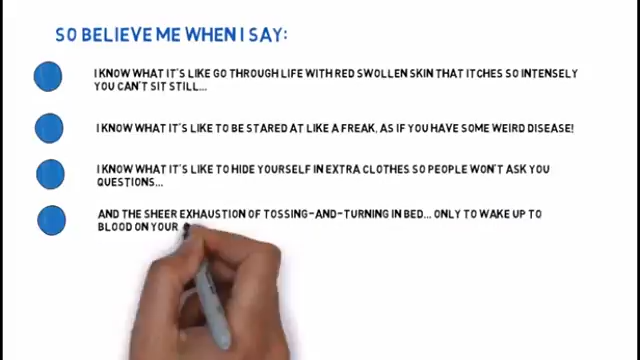 SO BELIEVE ME WHEN I SAY:
I KNOW WHAT IT'S LIKE GO THROUGH LIFE WITH RED SWOLLEN SKIN THAT ITCHES SO INTENSELY
YOU CAN'T SIT STILL...
I KNOW WHAT IT'S LIKE TO BE STARED AT LIKE A FREAK, AS IF YOU HAVE SOME WEIRD DISEASE!
I KNOW WHAT IT'S LIKE TO HIDE YOURSELF IN EXTRA CLOTHES SO PEOPLE WON'T ASK YOU
QUESTIONS...
AND THE SHEER EXHAUSTION OF TOSSING-AND-TURNING IN BED... ONLY TO WAKE UP TO
BLOOD ON YOUR